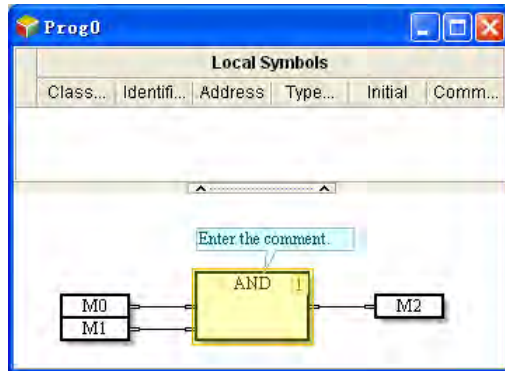 Prog0
Local Symbols
Class... Identifi... Address Type... Initial Comm...
Enter the comment.
AND 1
M0 M2
M1